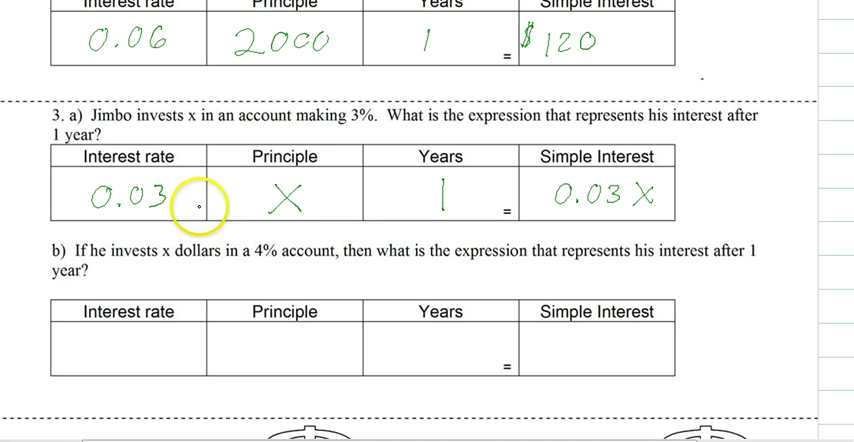 Interest rate Principle Years Simple Interest
0.06 2000 1 = $120
3. a) Jimbo invests x in an account making 3%. What is the expression that represents his interest after
1 year?
Interest rate Principle Years Simple Interest
0.03 . x 1 = 0.03 x
b) If he invests x dollars in a 4% account, then what is the expression that represents his interest after 1
year?
Interest rate Principle Years Simple Interest
=